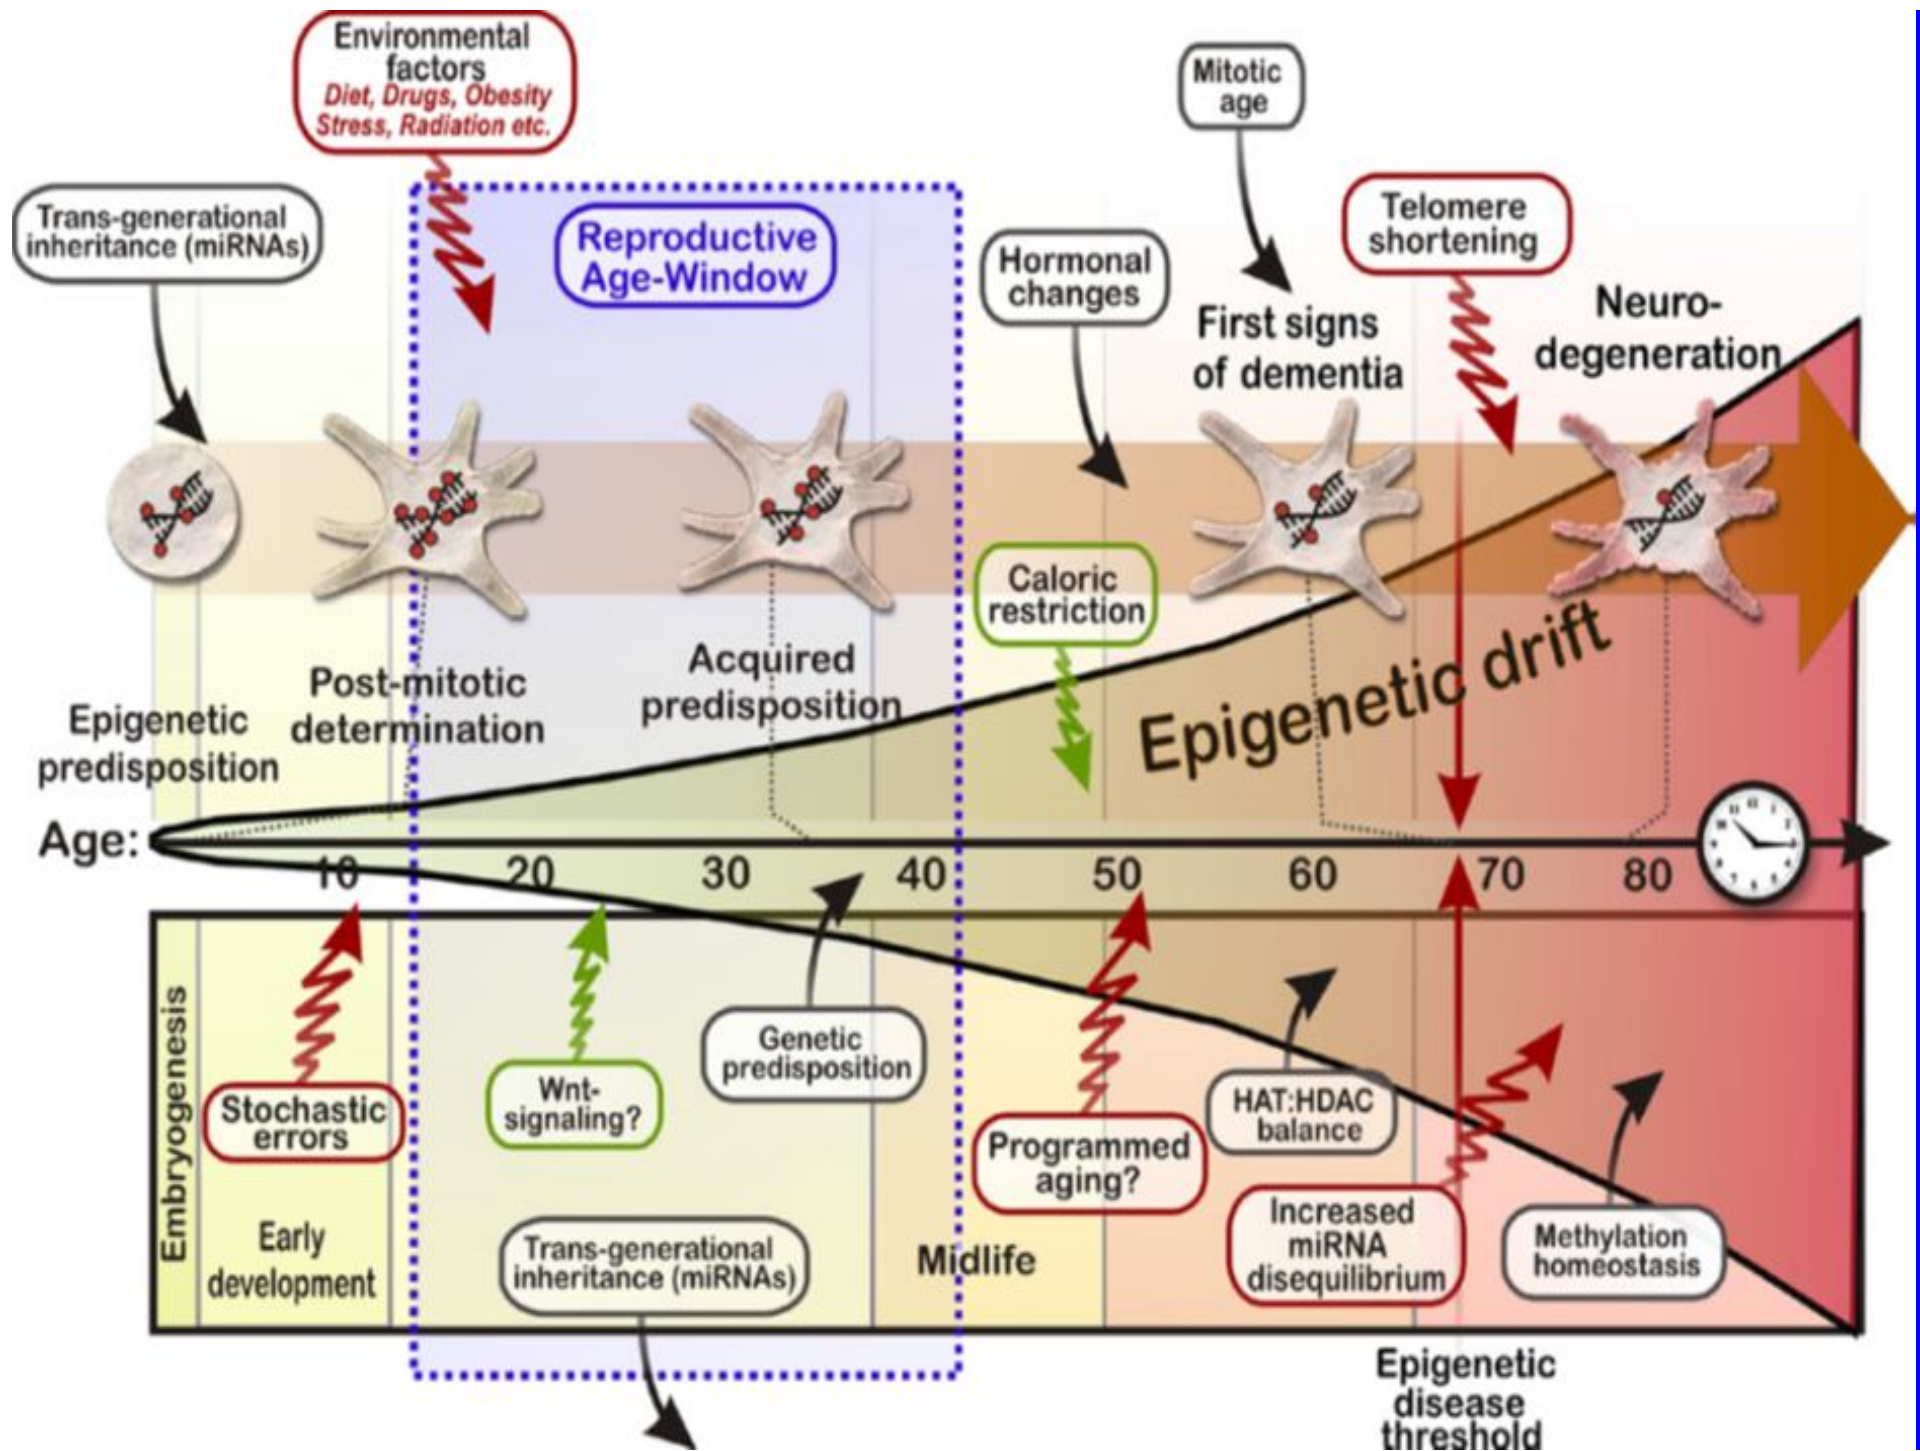 Environmental
factors
Diet, Drugs, Obesity
Stress, Radiation etc.
Mitotic
age
Trans-generational
inheritance (miRNAs)
Reproductive
Age-Window
Hormonal
changes
Telomere
shortening
First signs
of dementia
Neuro-
degeneration
Caloric
restriction
Epigenetic
predisposition
Post-mitotic
determination
Acquired
predisposition
Epigenetic drift
Age:
10 20 30 40 50 60 70 80
Embryogenesis
Stochastic
errors
Early
development
Wnt-
signaling?
Genetic
predisposition
Trans-generational
inheritance (miRNAs)
Midlife
Programmed
aging?
HAT:HDAC
balance
Increased
miRNA
disequilibrium
Methylation
homeostasis
Epigenetic
disease
threshold